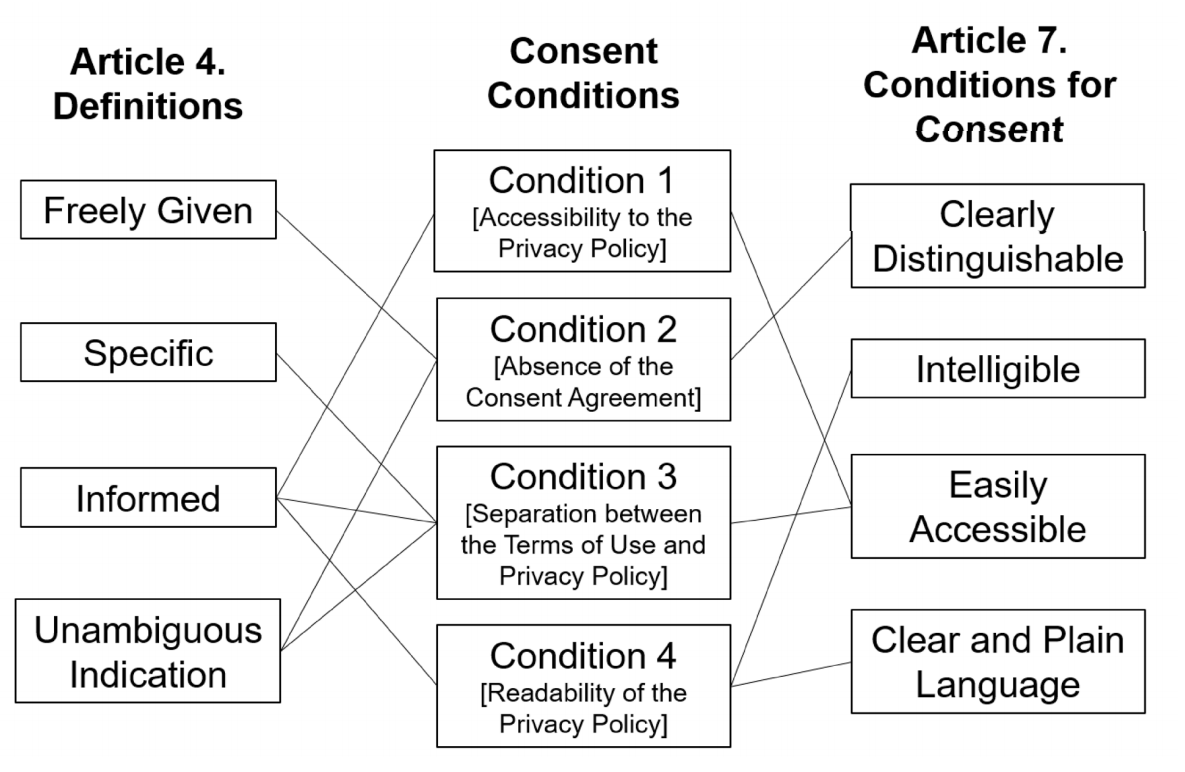 Article 4.
Definitions
Consent
Conditions
Article 7.
Conditions for
Consent
Freely Given
Specific
Informed
Unambiguous
Indication
Condition 1
[Accessibility to the
Privacy Policy]
Condition 2
[Absence of the
Consent Agreement]
Condition 3
[Separation between
the Terms of Use and
Privacy Policy]
Condition 4
[Readability of the
Privacy Policy]
Clearly
Distinguishable
Intelligible
Easily
Accessible
Clear and Plain
Language